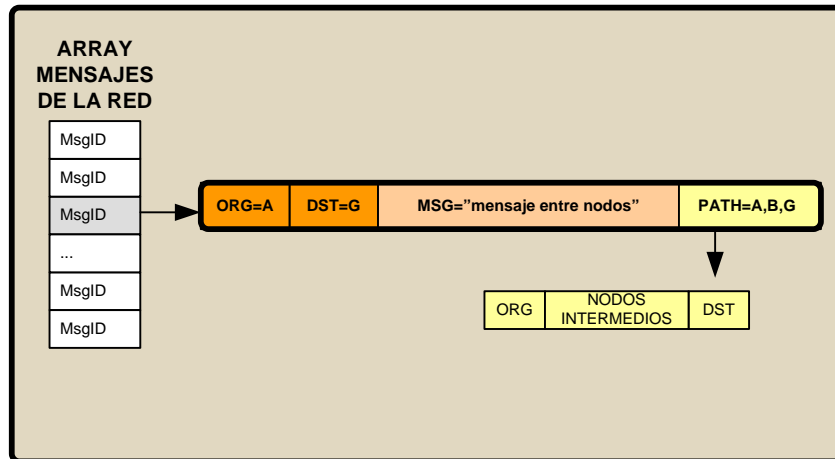 ARRAY
MENSAJES
DE LA RED
MsgID
MsgID
MsgID
...
MsgID
MsgID
ORG=A DST=G MSG=”mensaje entre nodos” PATH=A,B,G
ORG NODOS INTERMEDIOS DST